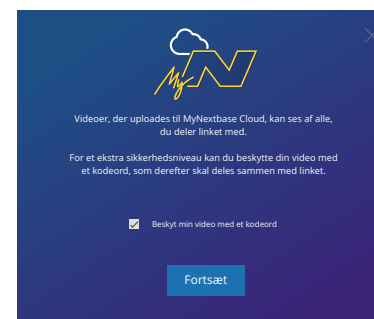 My N
Videoer, der uploades til MyNextbase Cloud, kan ses af alle,
du deler linket med.
For et ekstra sikkerhedsniveau kan du beskytte din video med
et kodeord, som derefter skal deles sammen med linket.
Beskyt min video med et kodeord
Fortsæt